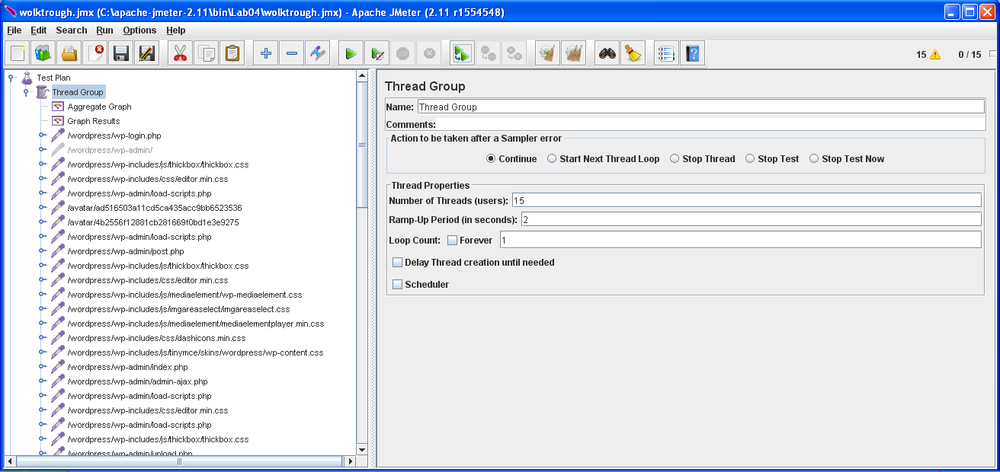 wolktrough.jmx (C:\apache-jmeter-2.11\bin\Lab04\wolktrough.jmx) - Apache JMeter (2.11 r1554548)
File Edit Search Run Options Help
15 0 / 15
Test Plan
Thread Group
Aggregate Graph
Graph Results
/wordpress/wp-login.php
/wordpress/wp-admin/
/wordpress/wp-includes/js/thickbox/thickbox.css
/wordpress/wp-includes/css/editor.min.css
/wordpress/wp-admin/load-scripts.php
/avatar/ad516503a11cd5ca435acc9bb6523536
/avatar/4b2556f12881cb281669f0bd1e3e9275
/wordpress/wp-admin/load-scripts.php
/wordpress/wp-admin/post.php
/wordpress/wp-includes/js/thickbox/thickbox.css
/wordpress/wp-includes/css/editor.min.css
/wordpress/wp-includes/js/mediaelement/wp-mediaelement.css
/wordpress/wp-includes/js/imgareaselect/imgareaselect.css
/wordpress/wp-includes/js/mediaelement/mediaelementplayer.min.css
/wordpress/wp-includes/css/dashicons.min.css
/wordpress/wp-includes/js/tinymce/skins/wordpress/wp-content.css
/wordpress/wp-admin/index.php
/wordpress/wp-admin/admin-ajax.php
/wordpress/wp-admin/load-scripts.php
/wordpress/wp-includes/css/editor.min.css
/wordpress/wp-admin/load-scripts.php
/wordpress/wp-includes/js/thickbox/thickbox.css
/wordpress/wp-admin/upload.php
Thread Group
Name: Thread Group
Comments:
Action to be taken after a Sampler error
Continue Start Next Thread Loop Stop Thread Stop Test Stop Test Now
Thread Properties
Number of Threads (users): 15
Ramp-Up Period (in seconds): 2
Loop Count: Forever 1
Delay Thread creation until needed
Scheduler